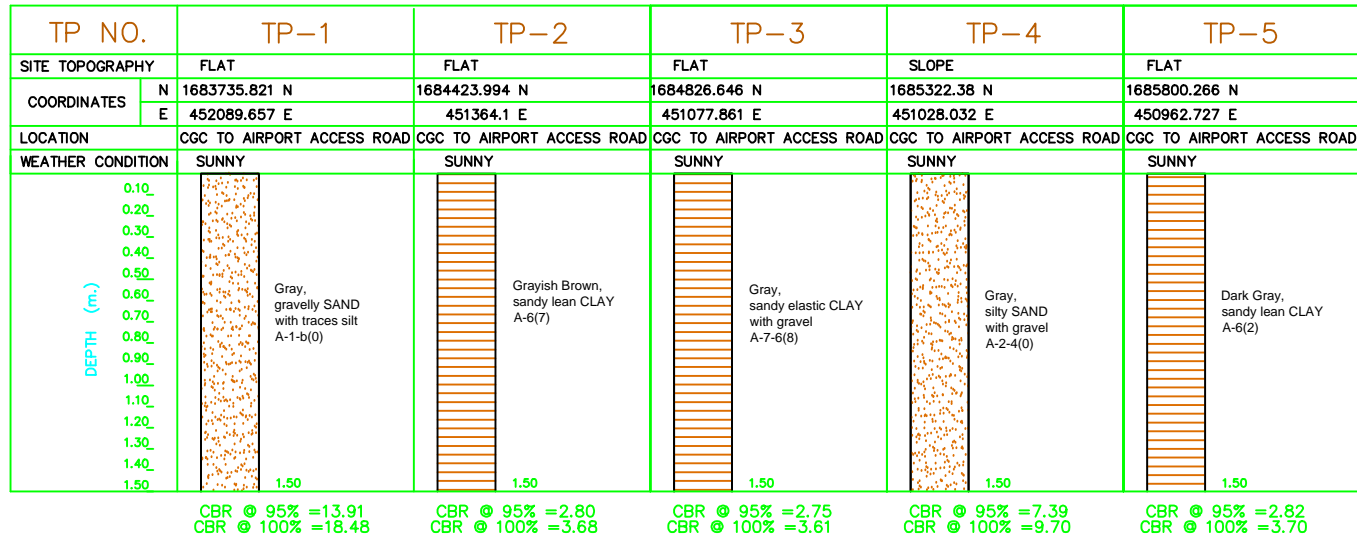 TP NO. TP-1 TP-2 TP-3 TP-4 TP-5
SITE TOPOGRAPHY FLAT FLAT FLAT SLOPE FLAT
COORDINATES
N 1683735.821 N 1684423.994 N 1684826.646 N 1685322.38 N 1685800.266 N
E 452089.657 E 451364.1 E 451077.861 E 451028.032 E 450962.727 E
LOCATION CGC TO AIRPORT ACCESS ROAD CGC TO AIRPORT ACCESS ROAD CGC TO AIRPORT ACCESS ROAD CGC TO AIRPORT ACCESS ROAD CGC TO AIRPORT ACCESS ROAD
WEATHER CONDITION SUNNY SUNNY SUNNY SUNNY SUNNY
DEPTH (m.)
0.10
0.20
0.30
0.40
0.50
0.60
0.70
0.80
0.90
1.00
1.10
1.20
1.30
1.40
1.50
Gray,
gravelly SAND
with traces silt
A-1-b(0)
1.50
Grayish Brown,
sandy lean CLAY
A-6(7)
1.50
Gray,
sandy elastic CLAY
with gravel
A-7-6(8)
1.50
Gray,
silty SAND
with gravel
A-2-4(0)
1.50
Dark Gray,
sandy lean CLAY
A-6(2)
1.50
CBR @ 95% =13.91
CBR @ 100% =18.48
CBR @ 95% =2.80
CBR @ 100% =3.68
CBR @ 95% =2.75
CBR @ 100% =3.61
CBR @ 95% =7.39
CBR @ 100% =9.70
CBR @ 95% =2.82
CBR @ 100% =3.70